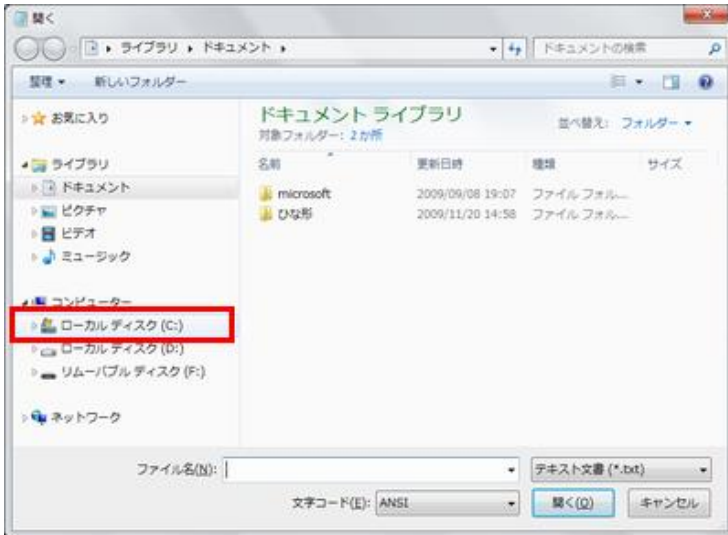 開く
ライブラリ ドキュメント
ドキュメントの検索
整理 新しいフォルダー
お気に入り
ライブラリ
ドキュメント
ピクチャ
ビデオ
ミュージック
コンピューター
ローカル ディスク (C:)
ローカル ディスク (D:)
リムーバブル ディスク (F:)
ネットワーク
ドキュメント ライブラリ
対象フォルダー: 2か所
並べ替え: フォルダー
名前 更新日時 種類 サイズ
microsoft 2009/09/08 19:07 ファイル フォル...
ひな形 2009/11/20 14:58 ファイル フォル...
ファイル名(N):
テキスト文書 (*.txt)
文字コード(E): ANSI
開く(O) キャンセル